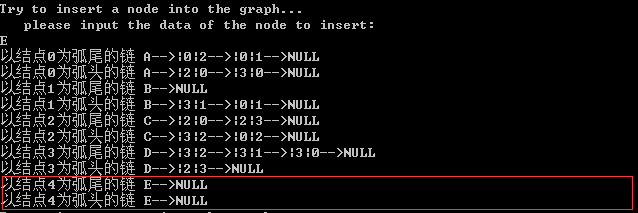 Try to insert a node into the graph...
please input the data of the node to insert:
E
以结点0为弧尾的链 A-->|0|2-->|0|1-->NULL
以结点0为弧头的链 A-->|2|0-->|3|0-->NULL
以结点1为弧尾的链 B-->NULL
以结点1为弧头的链 B-->|3|1-->|0|1-->NULL
以结点2为弧尾的链 C-->|2|0-->|2|3-->NULL
以结点2为弧头的链 C-->|3|2-->|0|2-->NULL
以结点3为弧尾的链 D-->|3|2-->|3|1-->|3|0-->NULL
以结点3为弧头的链 D-->|2|3-->NULL
以结点4为弧尾的链 E-->NULL
以结点4为弧头的链 E-->NULL